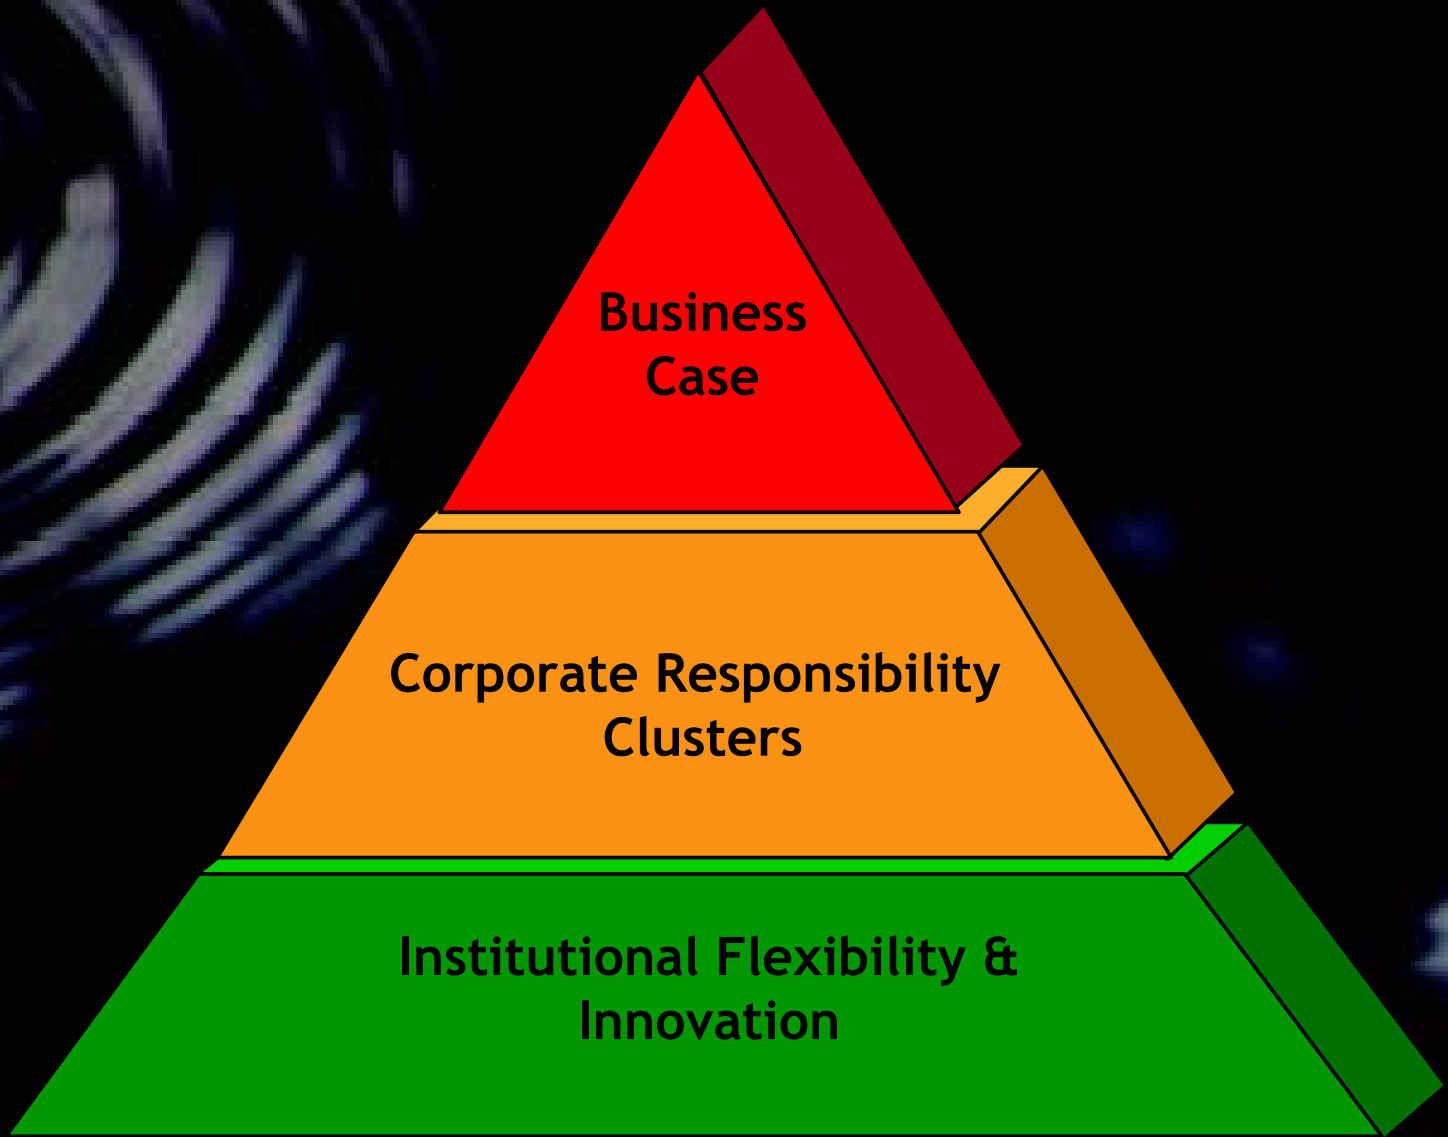 Business
Case
Corporate Responsibility
Clusters
Institutional Flexibility &
Innovation